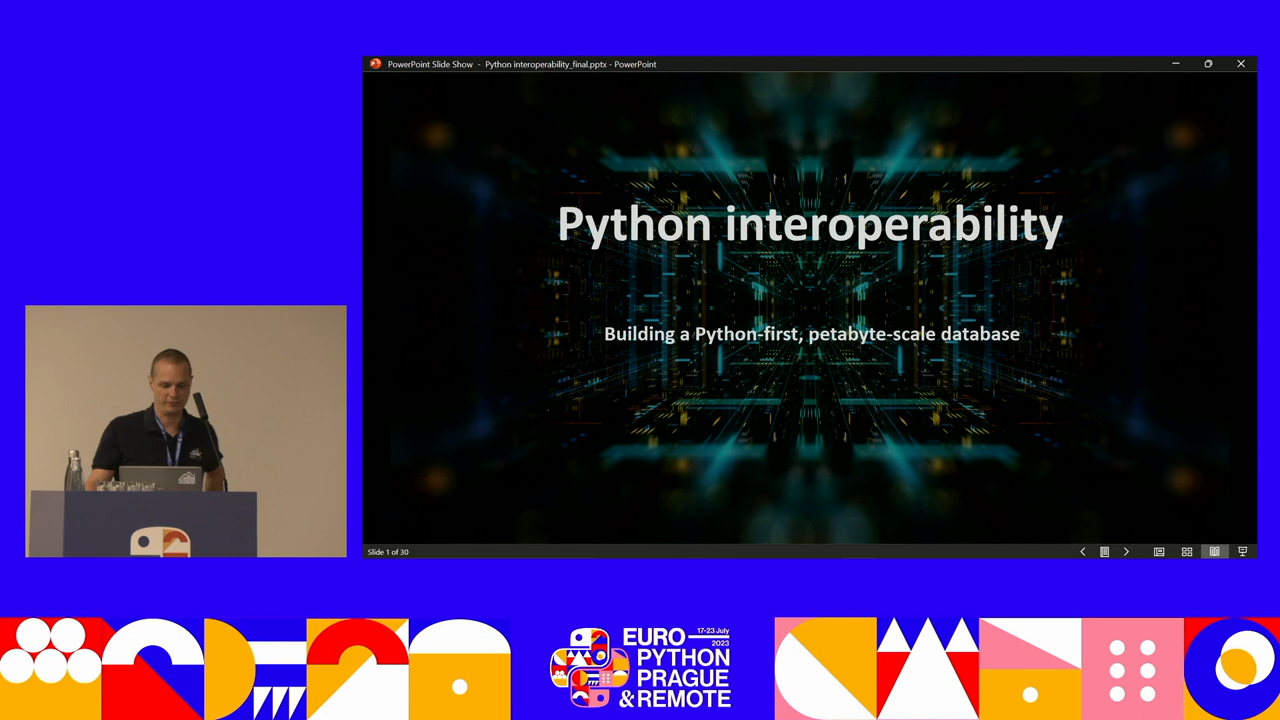 PowerPoint Slide Show - Python interoperability_final.pptx - PowerPoint
Python interoperability
Building a Python-first, petabyte-scale database
Slide 1 of 30
EURO
17-23 July
2023
PYTHON
PRAGUE
& REMOTE